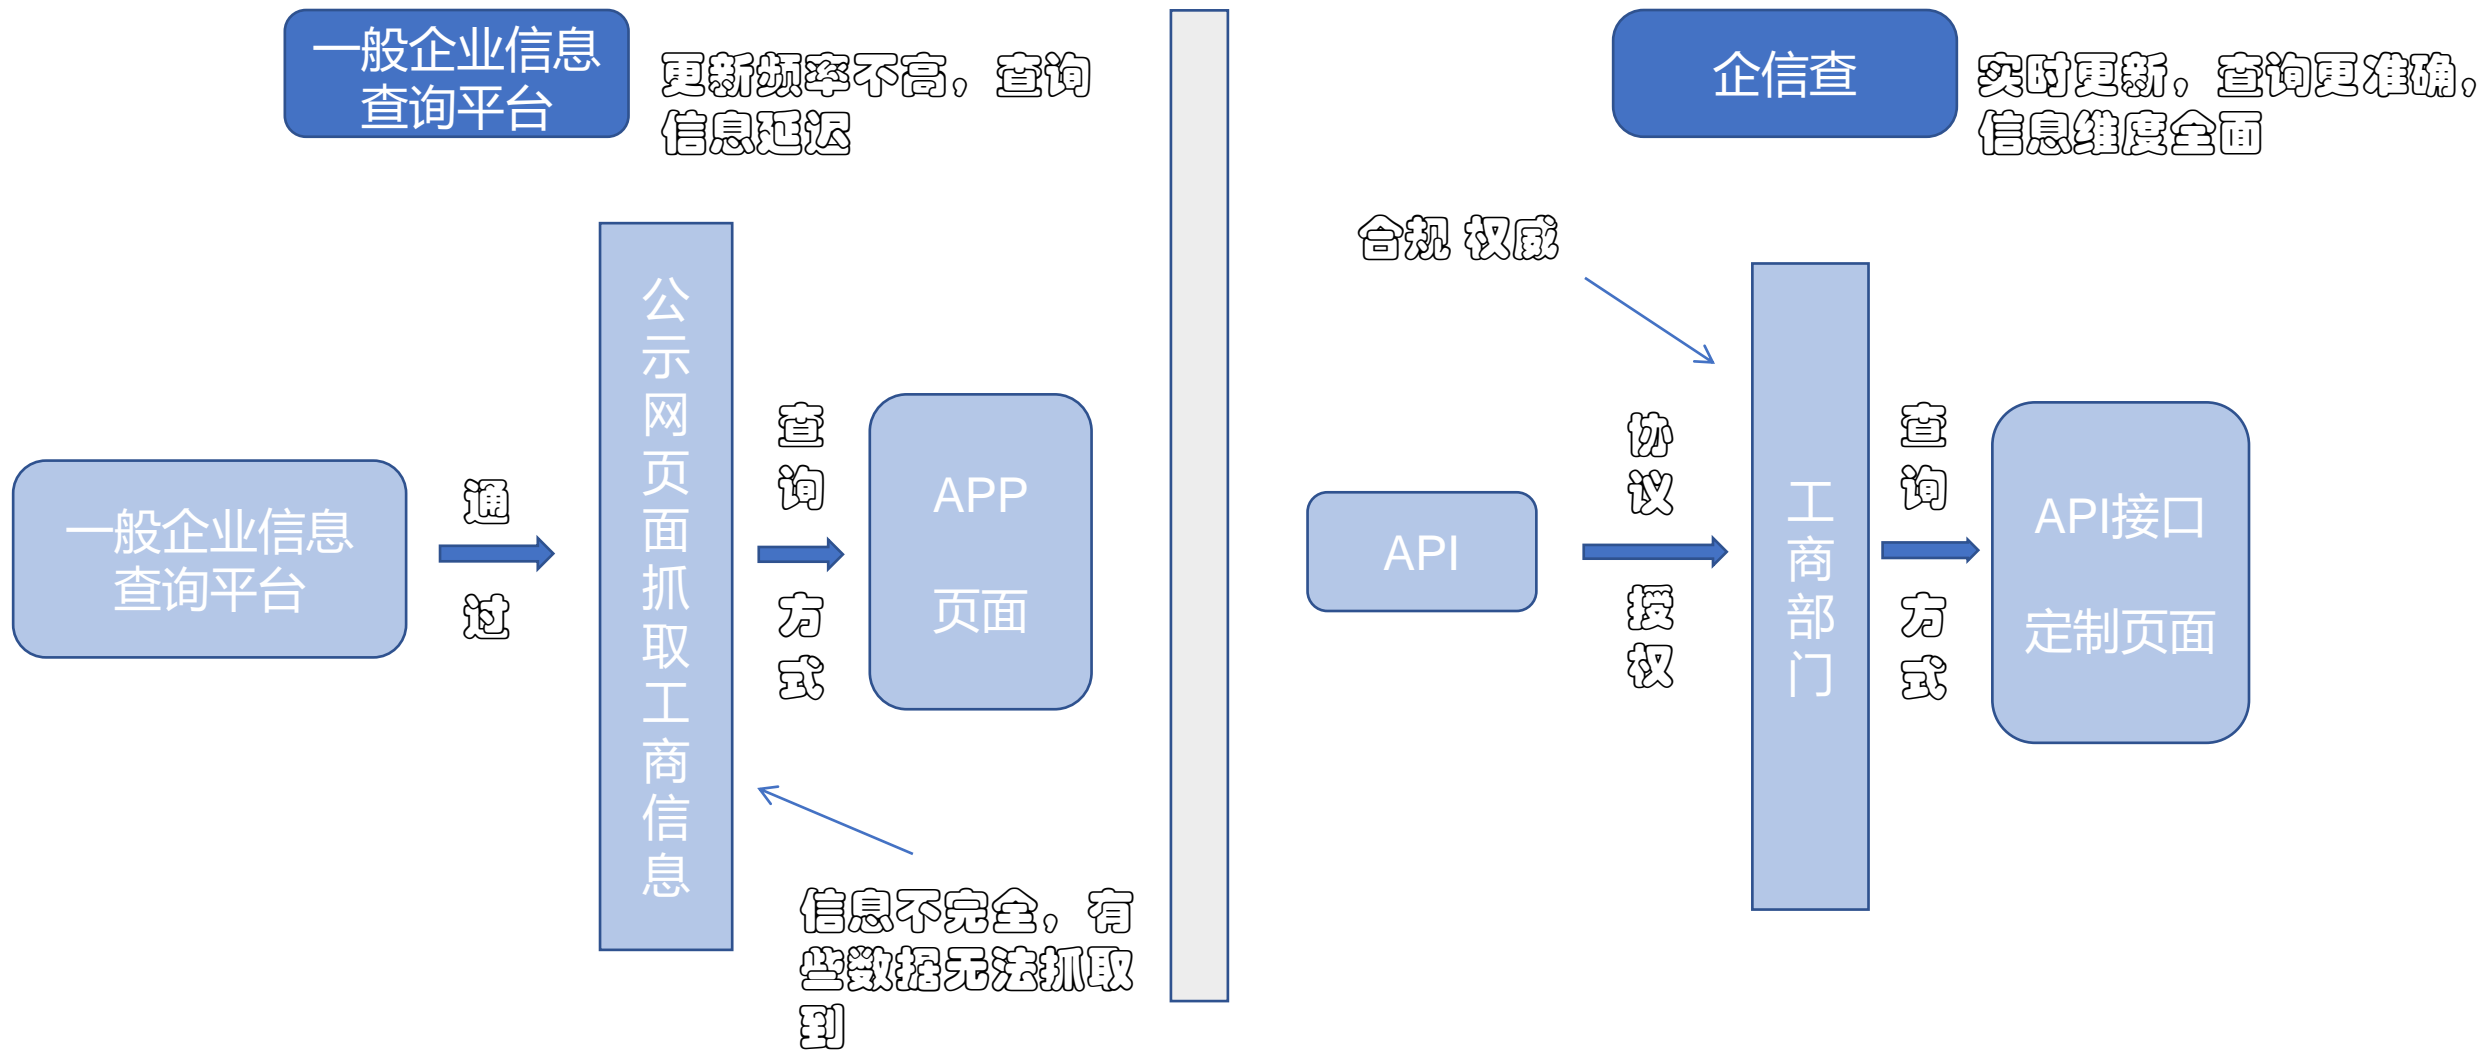 一般企业信息
查询平台
更新频率不高，查询
信息延迟
一般企业信息
查询平台
通
过
公
示
网
页
面
抓
取
工
商
信
息
查
询
方
式
APP
页面
信息不完全，有
些数据无法抓取
到
企信查
实时更新，查询更准确，
信息维度全面
合规 权威
API
协
议
授
权
工
商
部
门
查
询
方
式
API接口
定制页面